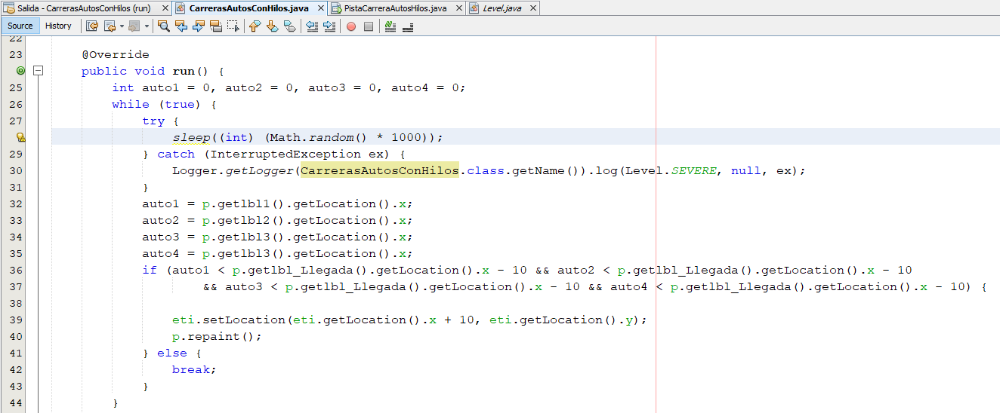 Salida - CarrerasAutosConHilos (run) CarrerasAutosConHilos.java PistaCarreraAutosHilos.java Level.java
Source History
22
23 @Override
public void run() {
25 int auto1 = 0, auto2 = 0, auto3 = 0, auto4 = 0;
26 while (true) {
27 try {
sleep((int) (Math.random() * 1000));
29 } catch (InterruptedException ex) {
30 Logger.getLogger(CarrerasAutosConHilos.class.getName()).log(Level.SEVERE, null, ex);
31 }
32 auto1 = p.getlbl1().getLocation().x;
33 auto2 = p.getlbl2().getLocation().x;
34 auto3 = p.getlbl3().getLocation().x;
35 auto4 = p.getlbl3().getLocation().x;
36 if (auto1 < p.getlbl_Llegada().getLocation().x - 10 && auto2 < p.getlbl_Llegada().getLocation().x - 10
37 && auto3 < p.getlbl_Llegada().getLocation().x - 10 && auto4 < p.getlbl_Llegada().getLocation().x - 10) {
38
39 eti.setLocation(eti.getLocation().x + 10, eti.getLocation().y);
40 p.repaint();
41 } else {
42 break;
43 }
44 }